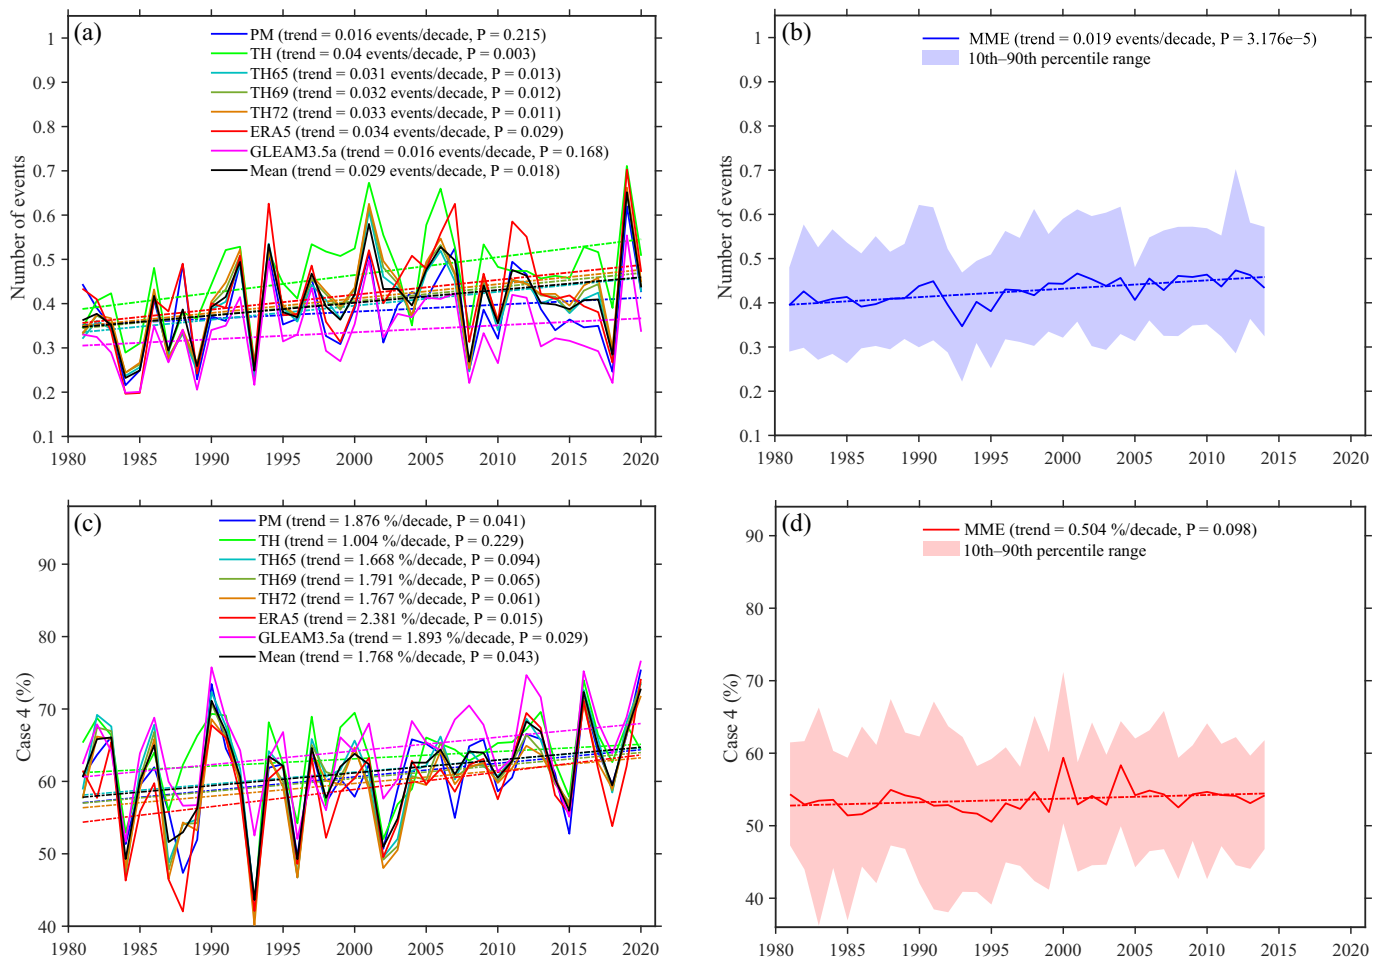 (a)
PM (trend = 0.016 events/decade, P = 0.215)
TH (trend = 0.04 events/decade, P = 0.003)
TH65 (trend = 0.031 events/decade, P = 0.013)
TH69 (trend = 0.032 events/decade, P = 0.012)
TH72 (trend = 0.033 events/decade, P = 0.011)
ERA5 (trend = 0.034 events/decade, P = 0.029)
GLEAM3.5a (trend = 0.016 events/decade, P = 0.168)
Mean (trend = 0.029 events/decade, P = 0.018)
Number of events
1
0.9
0.8
0.7
0.6
0.5
0.4
0.3
0.2
0.1
1980 1985 1990 1995 2000 2005 2010 2015 2020
(b)
MME (trend = 0.019 events/decade, P = 3.176e−5)
10th–90th percentile range
Number of events
1
0.9
0.8
0.7
0.6
0.5
0.4
0.3
0.2
0.1
1980 1985 1990 1995 2000 2005 2010 2015 2020
(c)
PM (trend = 1.876 %/decade, P = 0.041)
TH (trend = 1.004 %/decade, P = 0.229)
TH65 (trend = 1.668 %/decade, P = 0.094)
TH69 (trend = 1.791 %/decade, P = 0.065)
TH72 (trend = 1.767 %/decade, P = 0.061)
ERA5 (trend = 2.381 %/decade, P = 0.015)
GLEAM3.5a (trend = 1.893 %/decade, P = 0.029)
Mean (trend = 1.768 %/decade, P = 0.043)
Case 4 (%)
90
80
70
60
50
40
1980 1985 1990 1995 2000 2005 2010 2015 2020
(d)
MME (trend = 0.504 %/decade, P = 0.098)
10th–90th percentile range
Case 4 (%)
90
80
70
60
50
40
1980 1985 1990 1995 2000 2005 2010 2015 2020